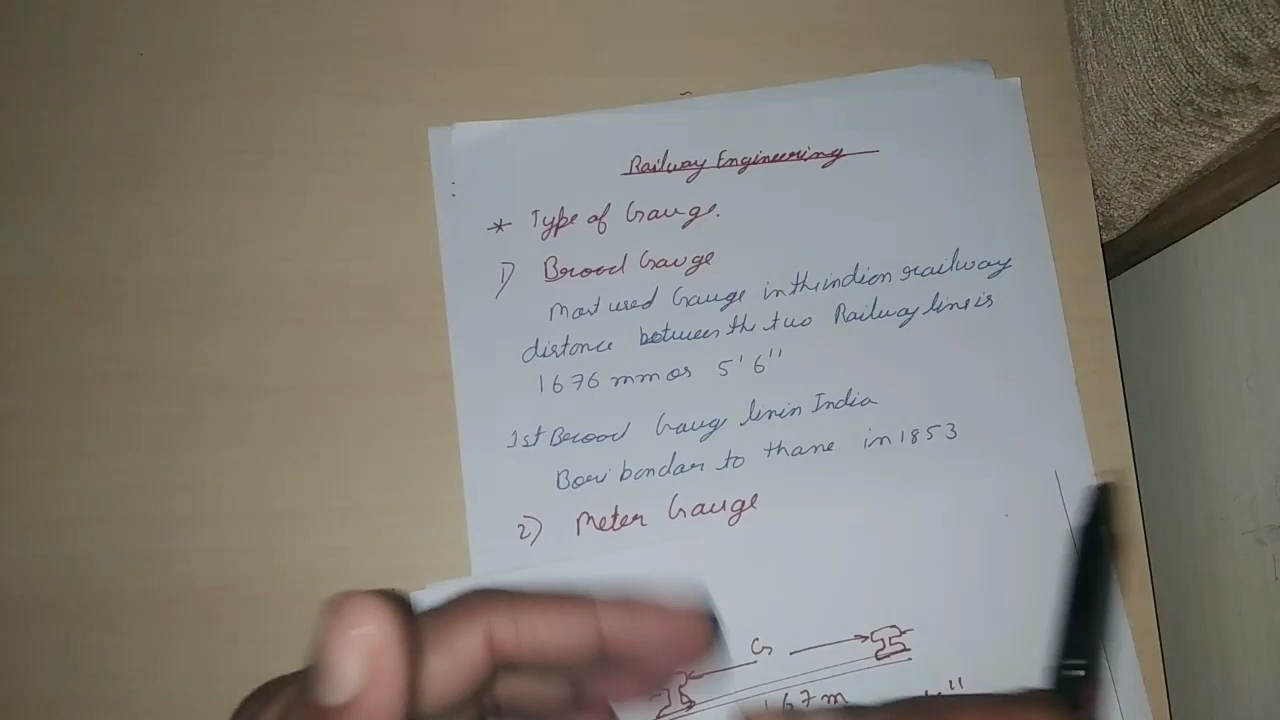 Railway Engineering
* Type of Gauge.
1) Broad Gauge
most used Gauge in the indian railway
distance between the two Railway line is
1676 mm or 5'6"
1st Broad Gauge line in India
Bori bandar to thane in 1853
2) Meter Gauge
G
67 m